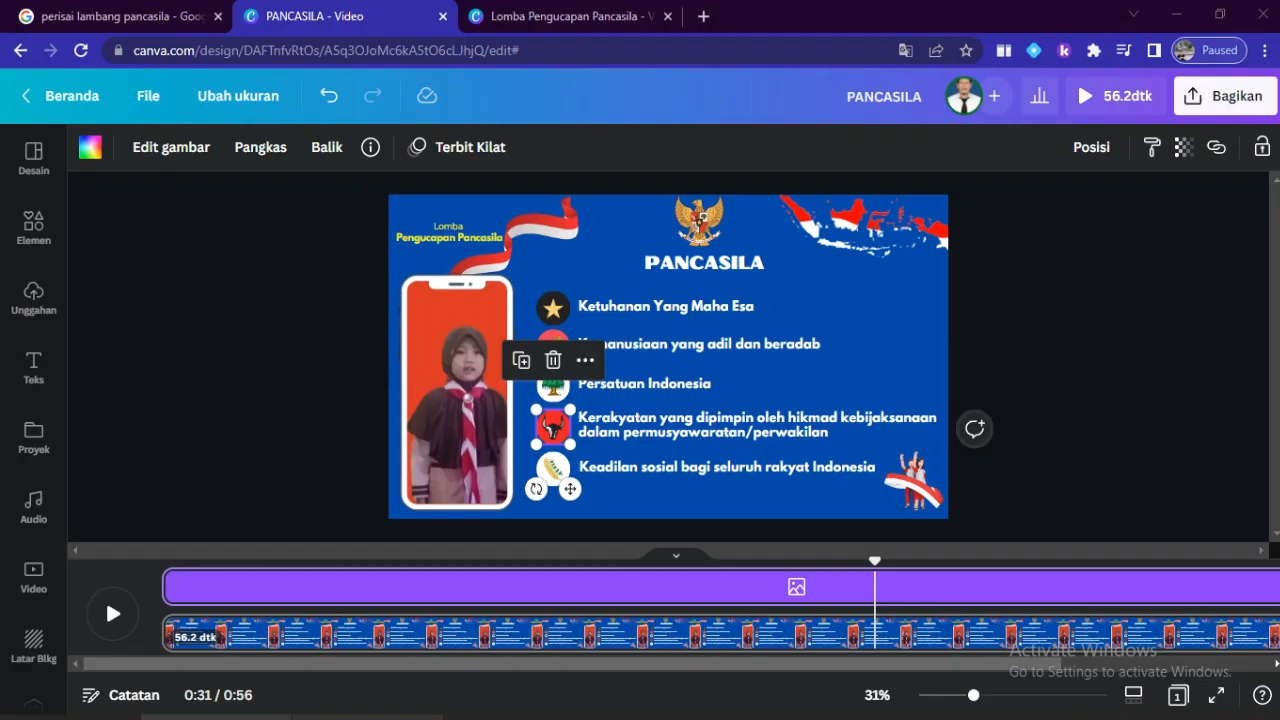 perisai lambang pancasila - Goo
PANCASILA - Video
Lomba Pengucapan Pancasila - V
canva.com/design/DAFTnfvRtOs/A5q3OJoMc6kA5tO6cLJhjQ/edit#
Paused
Beranda
File
Ubah ukuran
PANCASILA
56.2dtk
Bagikan
Edit gambar
Pangkas
Balik
Terbit Kilat
Posisi
Desain
Elemen
Unggahan
Teks
Proyek
Audio
Video
Latar Blkg
Lomba
Pengucapan Pancasila
PANCASILA
Ketuhanan Yang Maha Esa
Kemanusiaan yang adil dan beradab
Persatuan Indonesia
Kerakyatan yang dipimpin oleh hikmad kebijaksanaan
dalam permusyawaratan/perwakilan
Keadilan sosial bagi seluruh rakyat Indonesia
56.2 dtk
Activate Windows
Go to Settings to activate Windows.
Catatan
0:31 / 0:56
31%
1